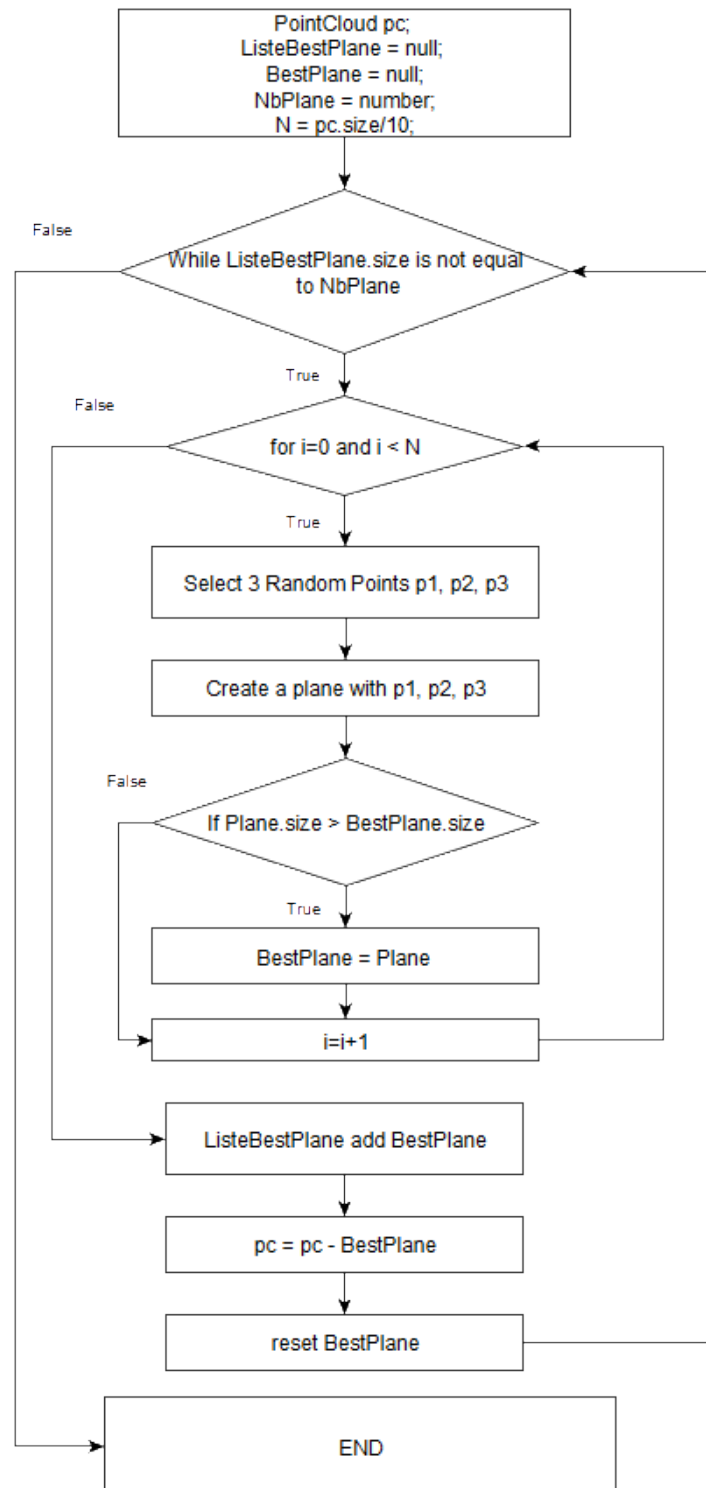 PointCloud pc;
ListeBestPlane = null;
BestPlane = null;
NbPlane = number;
N = pc.size/10;
False
While ListeBestPlane.size is not equal
to NbPlane
True
False
for i=0 and i < N
True
Select 3 Random Points p1, p2, p3
Create a plane with p1, p2, p3
False
If Plane.size > BestPlane.size
True
BestPlane = Plane
i=i+1
ListeBestPlane add BestPlane
pc = pc - BestPlane
reset BestPlane
END